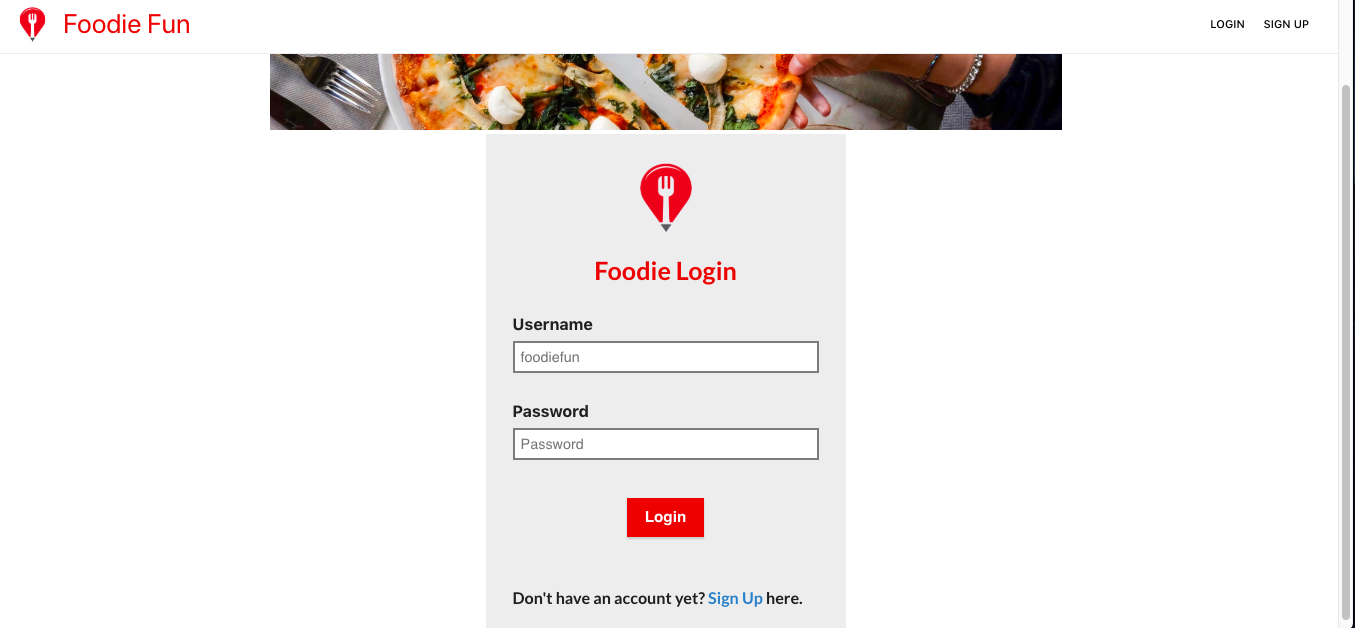 Foodie Fun
LOGIN SIGN UP
Foodie Login
Username
foodiefun
Password
Password
Login
Don't have an account yet? Sign Up here.